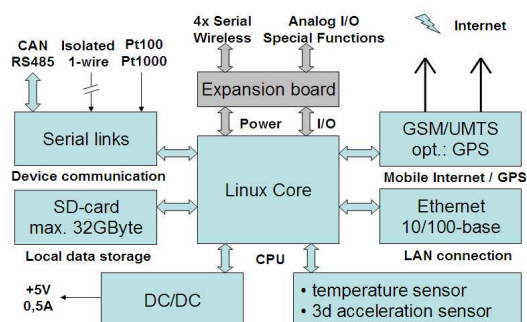 4x Serial
Wireless
Analog I/O
Special Functions
Internet
CAN
RS485
Isolated
1-wire
Pt100
Pt1000
Expansion board
Power
I/O
Serial links
Device communication
Linux Core
GSM/UMTS
opt.: GPS
Mobile Internet / GPS
SD-card
max. 32GByte
Local data storage
Ethernet
10/100-base
LAN connection
CPU
+5V
0,5A
DC/DC
• temperature sensor
• 3d acceleration sensor